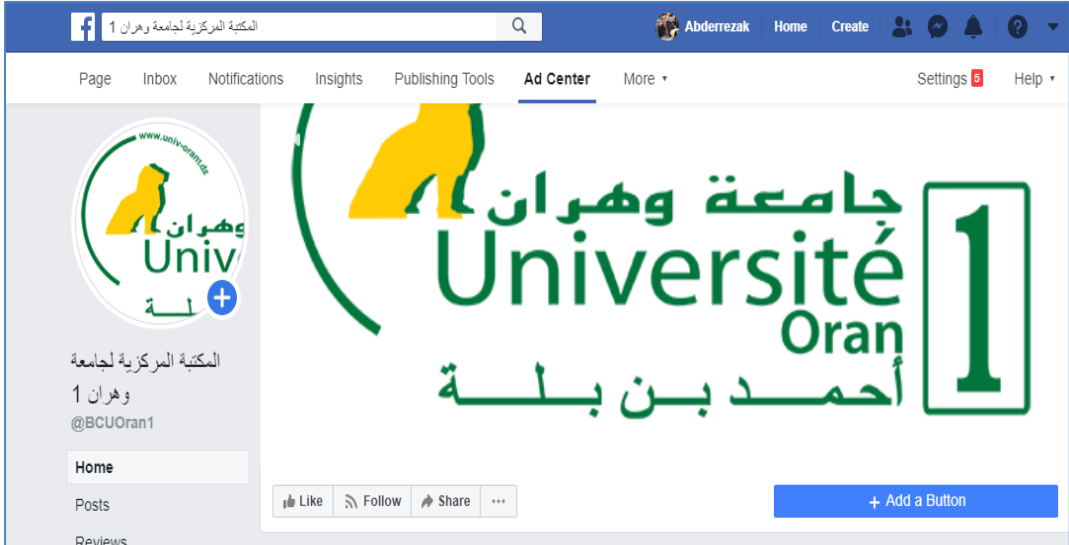 المكتبة المركزية لجامعة وهران 1
Abderrezak Home Create
Page Inbox Notifications Insights Publishing Tools Ad Center More Settings 5 Help
www.univ-oran.dz
وهران
Univ
لة
المكتبة المركزية لجامعة
وهران 1
@BCUOran1
Home
Posts
Reviews
جامعة وهران
Université
Oran
1
أحمد بن بلة
Like Follow Share ...
+ Add a Button